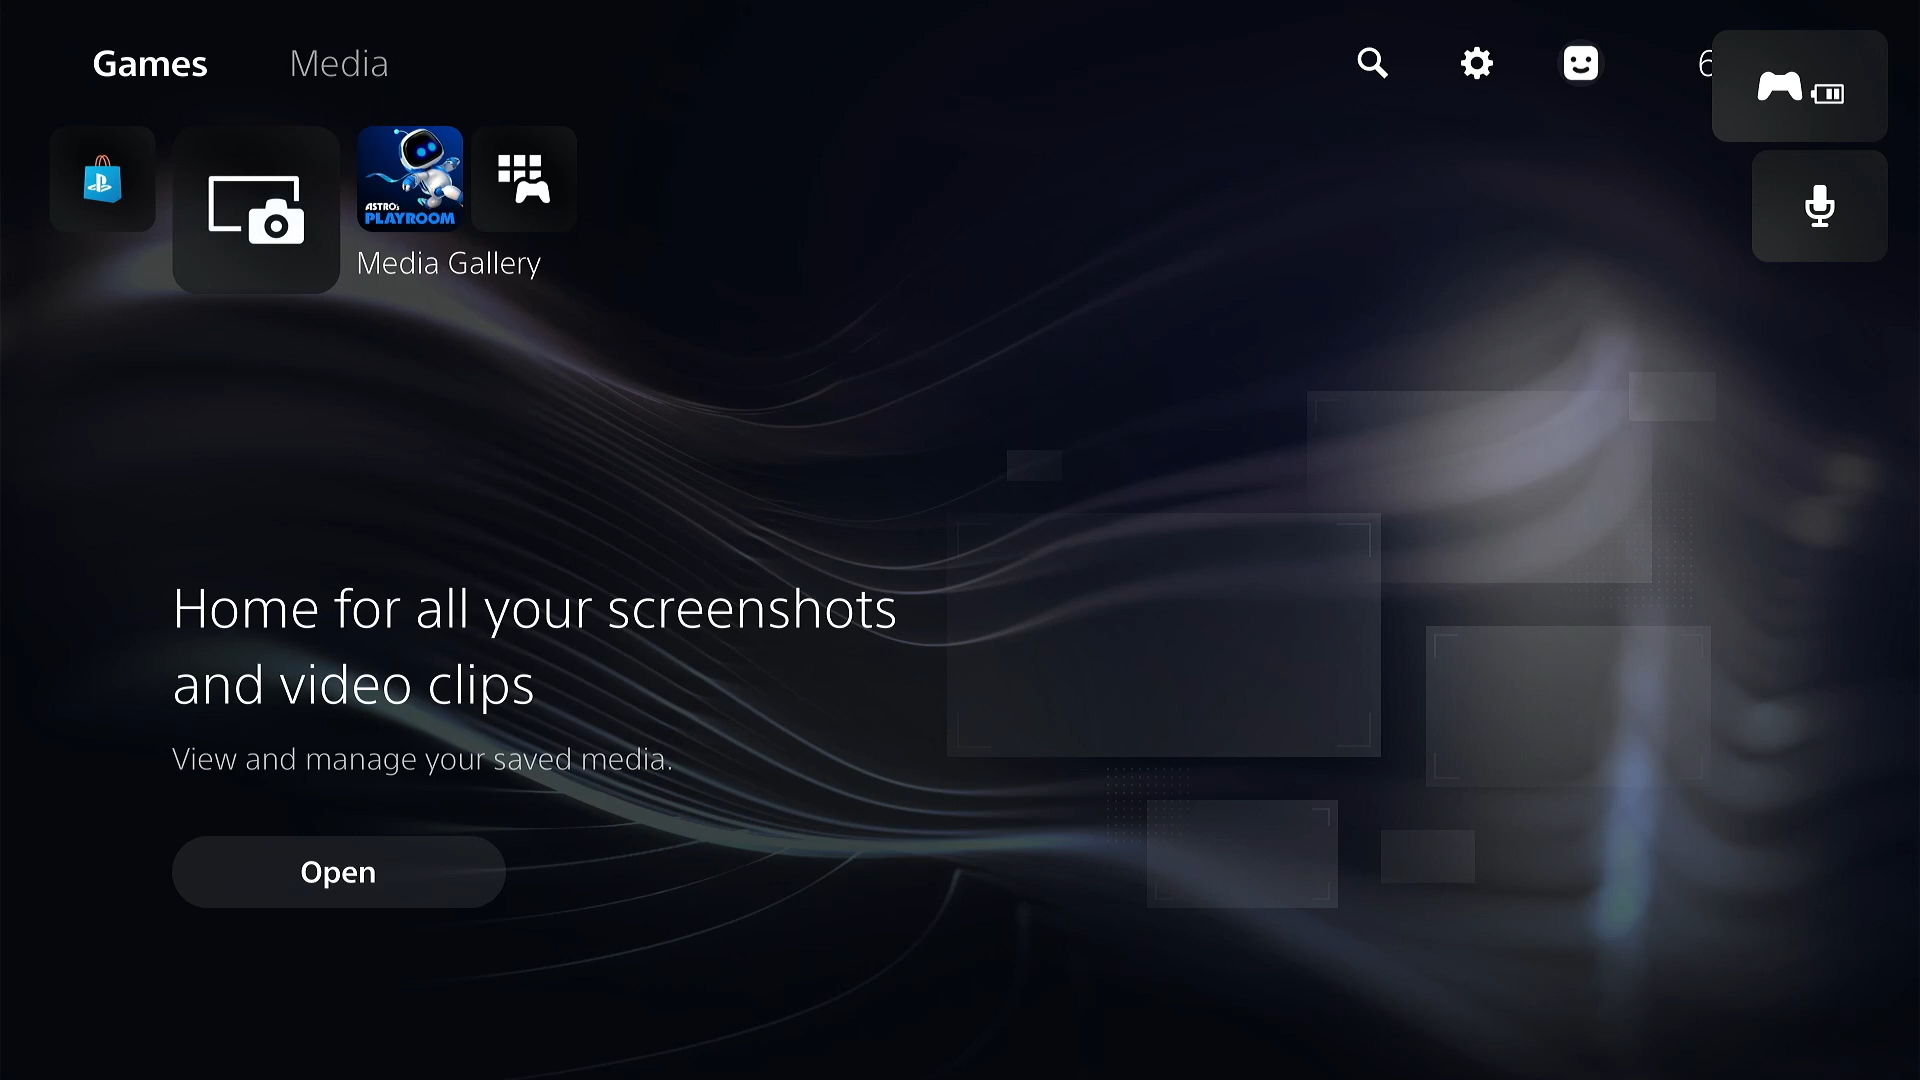 Games
Media
6
ASTRO's
PLAYROOM
Media Gallery
Home for all your screenshots
and video clips
View and manage your saved media.
Open